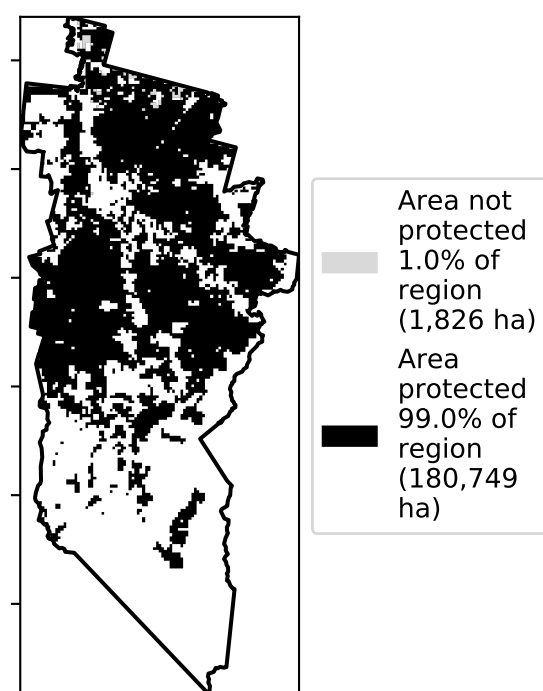 Area not
protected
1.0% of
region
(1,826 ha)
Area
protected
99.0% of
region
(180,749
ha)